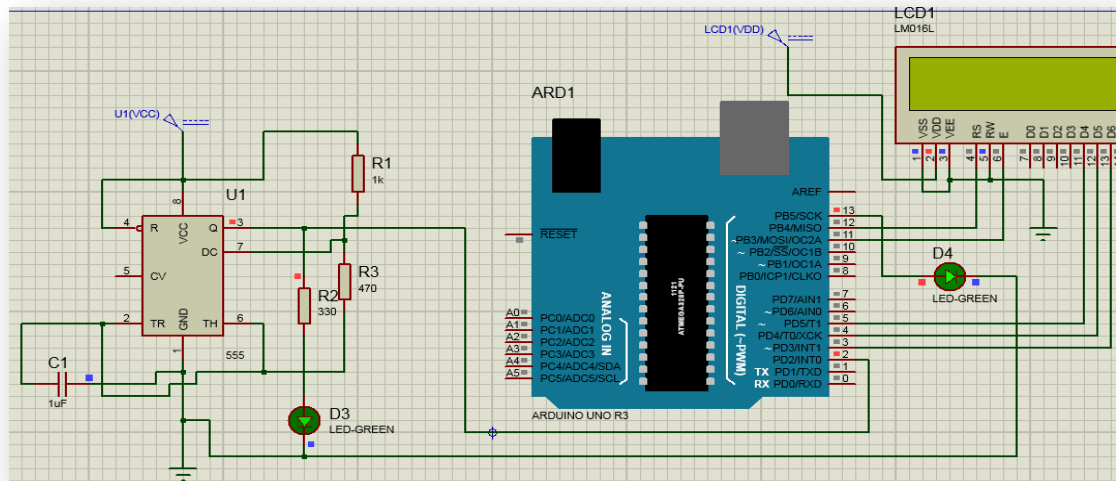 LCD1
LM016L
LCD1(VDD)
VSS
VDD
VEE
RS
RW
E
D0
D1
D2
D3
D4
D5
D6
1
2
3
4
5
6
7
8
9
10
11
12
13
U1(VCC)
R1
1k
U1
4
R
8
VCC
Q
3
DC
7
5
CV
2
TR
GND
1
TH
6
555
R3
470
R2
330
C1
1uF
D3
LED-GREEN
ARD1
RESET
AREF
PB5/SCK
13
PB4/MISO
12
~PB3/MOSI/OC2A
11
~ PB2/SS/OC1B
10
~ PB1/OC1A
9
PB0/ICP1/CLKO
8
PD7/AIN1
7
~ PD6/AIN0
6
~ PD5/T1
5
PD4/T0/XCK
4
~ PD3/INT1
3
PD2/INT0
2
TX PD1/TXD
1
RX PD0/RXD
0
A0
PC0/ADC0
A1
PC1/ADC1
A2
PC2/ADC2
A3
PC3/ADC3
A4
PC4/ADC4/SDA
A5
PC5/ADC5/SCL
ANALOG IN
1121
ATMEGA328P-PU
DIGITAL (~PWM)
ARDUINO UNO R3
D4
LED-GREEN